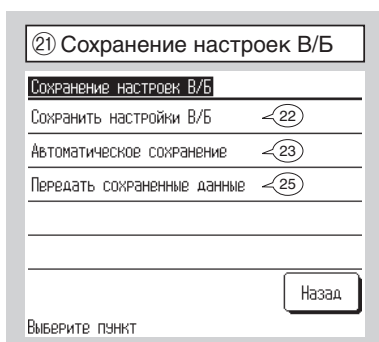 21 Сохранение настроек В/Б
Сохранение настроек В/Б
Сохранить настройки В/Б 22
Автоматическое сохранение 23
Передать сохраненные данные 25
Назад
Выберите пункт